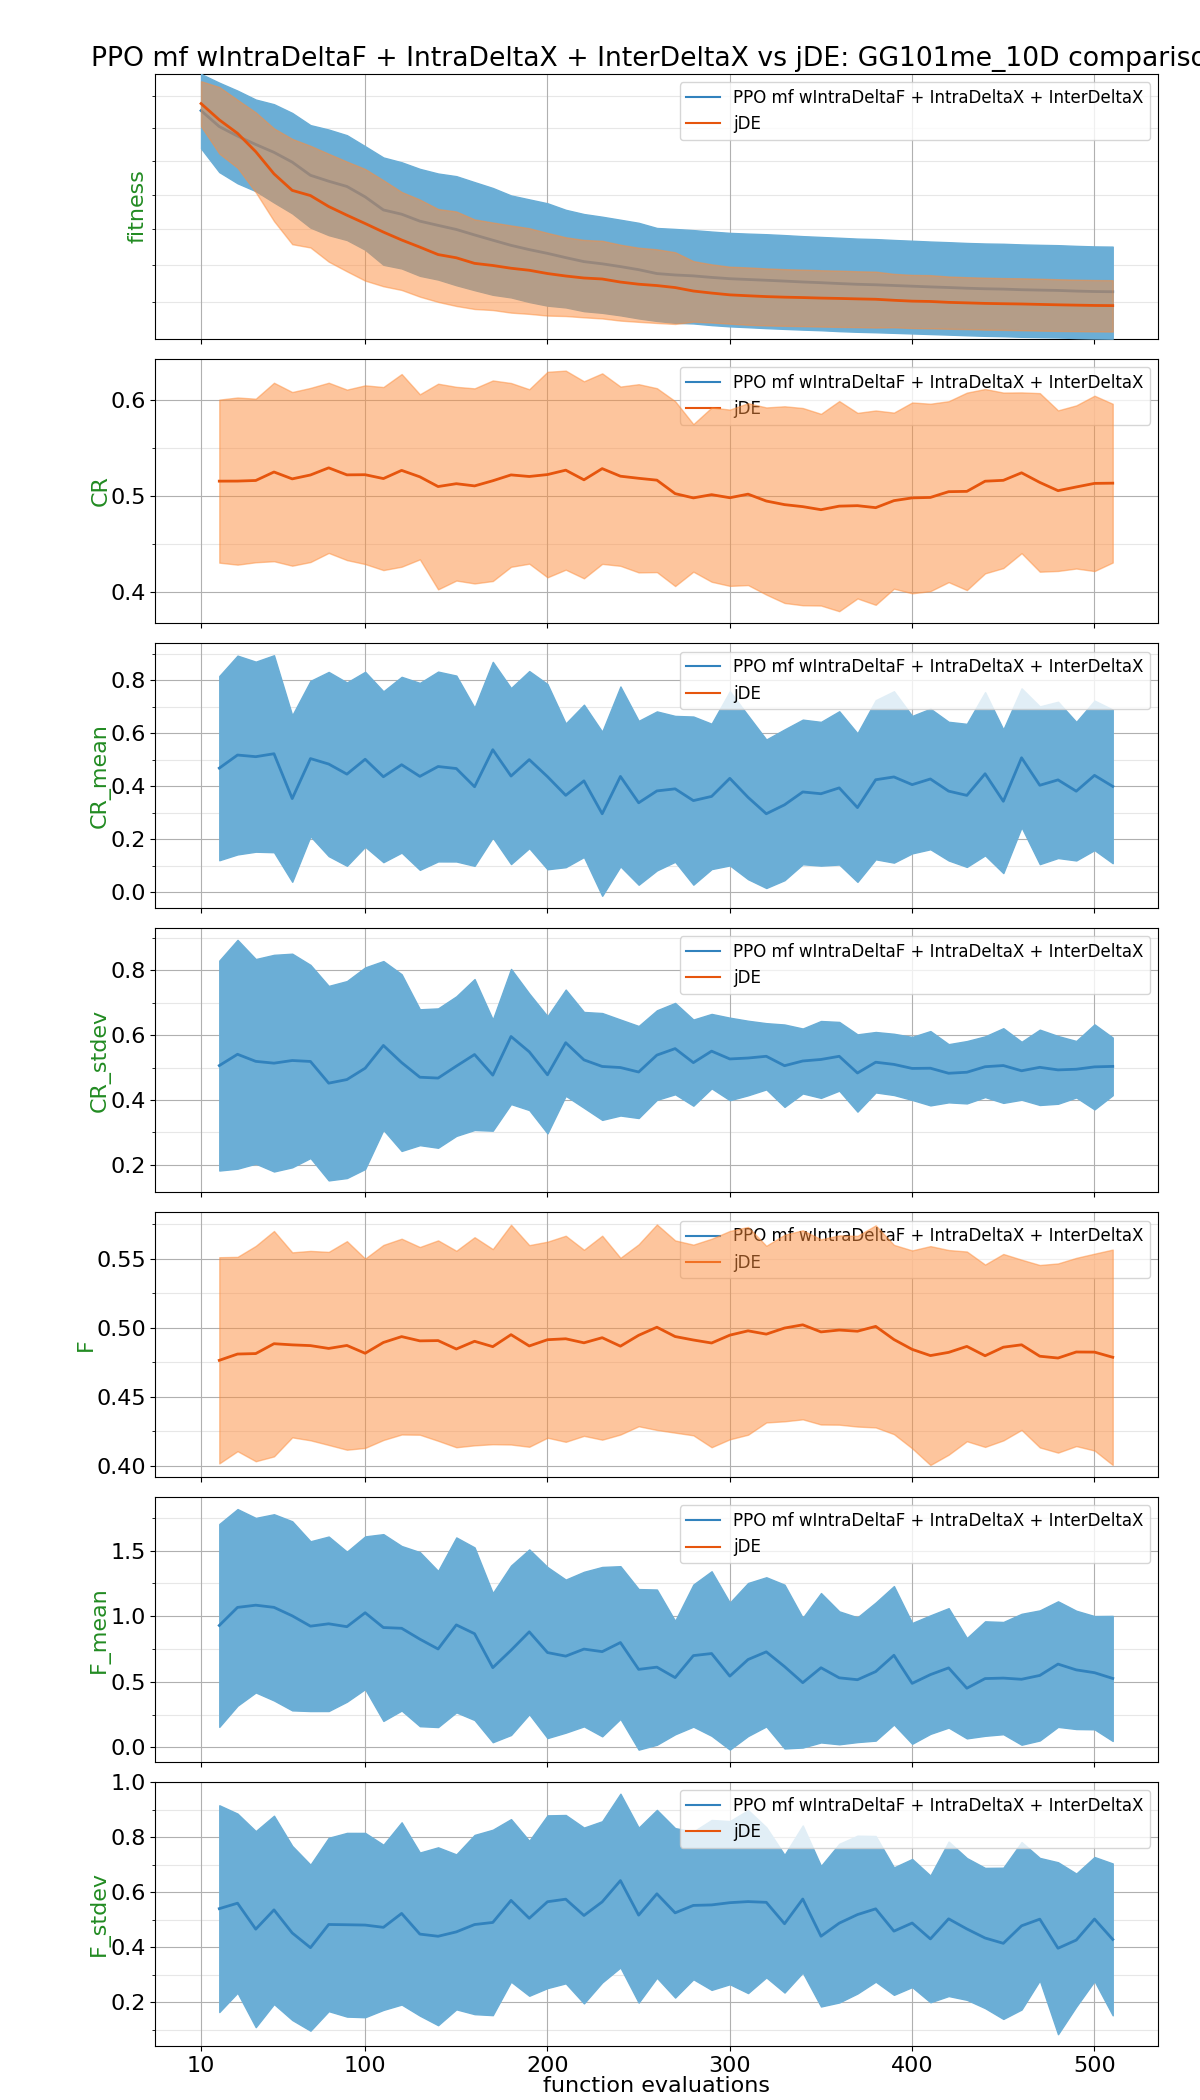 PPO mf wIntraDeltaF + IntraDeltaX + InterDeltaX vs jDE: GG101me_10D comparis
PPO mf wIntraDeltaF + IntraDeltaX + InterDeltaX
jDE
fitness
PPO mf wIntraDeltaF + IntraDeltaX + InterDeltaX
jDE
0.6
0.5
0.4
CR
PPO mf wIntraDeltaF + IntraDeltaX + InterDeltaX
jDE
0.8
0.6
0.4
0.2
0.0
CR_mean
PPO mf wIntraDeltaF + IntraDeltaX + InterDeltaX
jDE
0.8
0.6
0.4
0.2
CR_stdev
PPO mf wIntraDeltaF + IntraDeltaX + InterDeltaX
jDE
0.55
0.50
0.45
0.40
F
PPO mf wIntraDeltaF + IntraDeltaX + InterDeltaX
jDE
1.5
1.0
0.5
0.0
F_mean
PPO mf wIntraDeltaF + IntraDeltaX + InterDeltaX
jDE
1.0
0.8
0.6
0.4
0.2
F_stdev
10 100 200 300 400 500
function evaluations